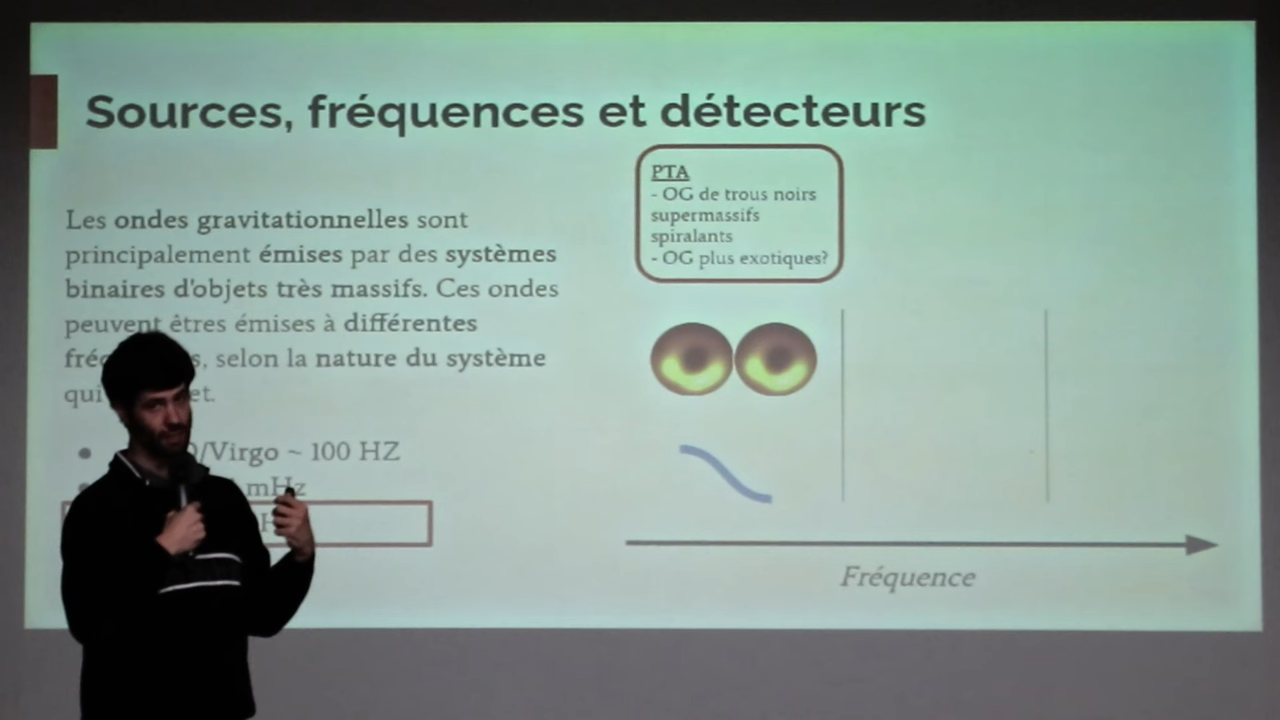 Sources, fréquences et détecteurs
Les ondes gravitationnelles sont
principalement émises par des systèmes
binaires d'objets très massifs. Ces ondes
peuvent êtres émises à différentes
selon la nature du système
qui
/Virgo ~ 100 HZ
mHz
PTA
- OG de trous noirs
supermassifs
spiralants
- OG plus exotiques?
Fréquence